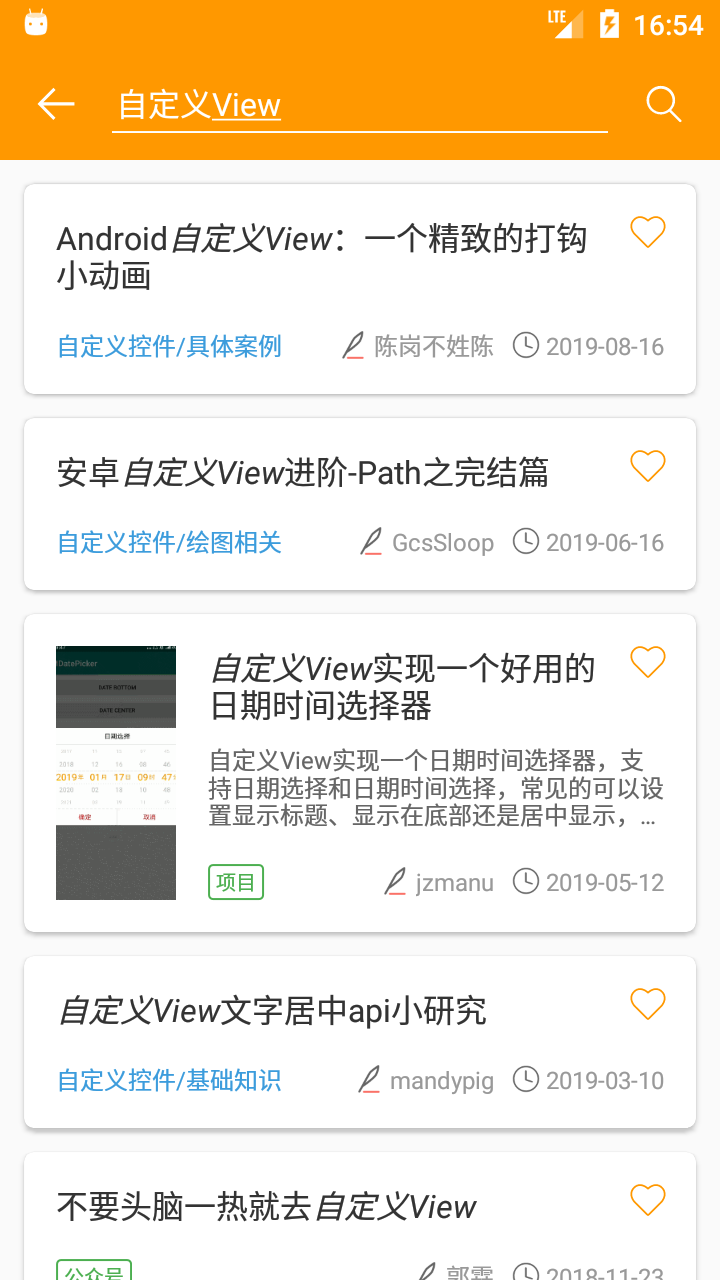 LTE 16:54
自定义View
Android自定义View：一个精致的打钩
小动画
自定义控件/具体案例 陈岗不姓陈 2019-08-16
安卓自定义View进阶-Path之完结篇
自定义控件/绘图相关 GcsSloop 2019-06-16
DatePicker
DATE BOTTOM
DATE CENTER
日期选择
2019年 01月 17日 09时 47
确定 取消
自定义View实现一个好用的
日期时间选择器
自定义View实现一个日期时间选择器，支
持日期选择和日期时间选择，常见的可以设
置显示标题、显示在底部还是居中显示，...
项目 jzmanu 2019-05-12
自定义View文字居中api小研究
自定义控件/基础知识 mandypig 2019-03-10
不要头脑一热就去自定义View
公众号 郭霖 2018-11-23